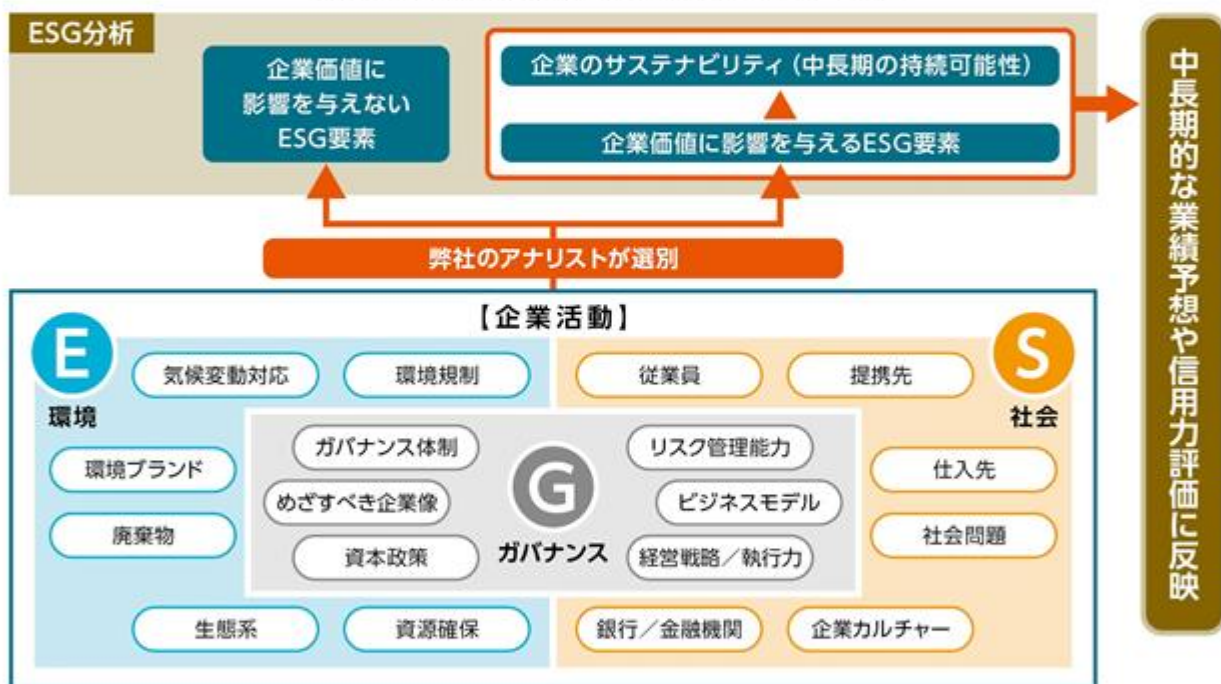 ESG分析
企業価値に
影響を与えない
ESG要素
企業のサステナビリティ（中長期の持続可能性）
企業価値に影響を与えるESG要素
中長期的な業績予想や信用力評価に反映
弊社のアナリストが選別
【企業活動】
E
環境
気候変動対応
環境規制
環境ブランド
廃棄物
生態系
資源確保
ガバナンス体制
めざすべき企業像
資本政策
G
ガバナンス
リスク管理能力
ビジネスモデル
経営戦略／執行力
S
社会
従業員
提携先
仕入先
社会問題
銀行／金融機関
企業カルチャー